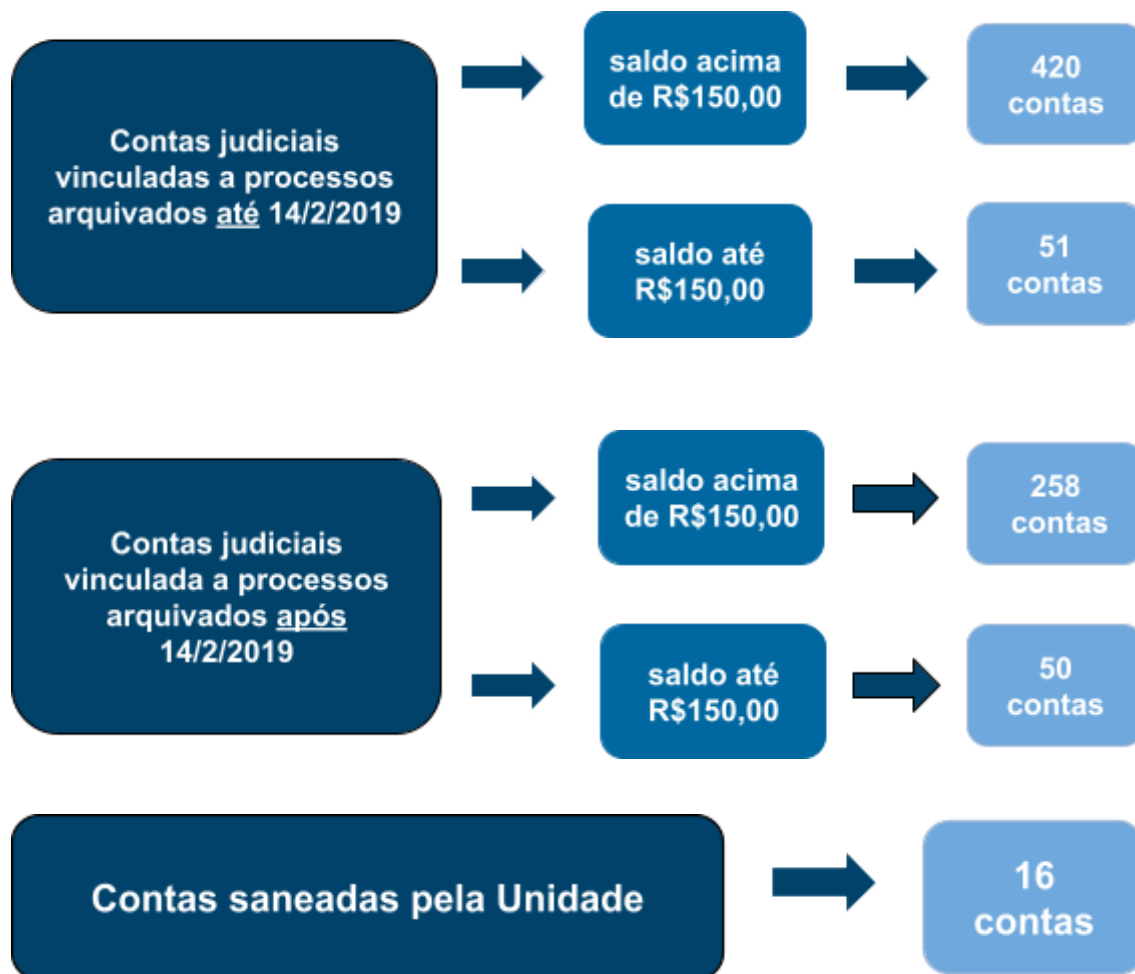 Contas judiciais
vinculadas a processos
arquivados até 14/2/2019
saldo acima
de R$150,00
420
contas
saldo até
R$150,00
51
contas
Contas judiciais
vinculada a processos
arquivados após
14/2/2019
saldo acima
de R$150,00
258
contas
saldo até
R$150,00
50
contas
Contas saneadas pela Unidade
16
contas